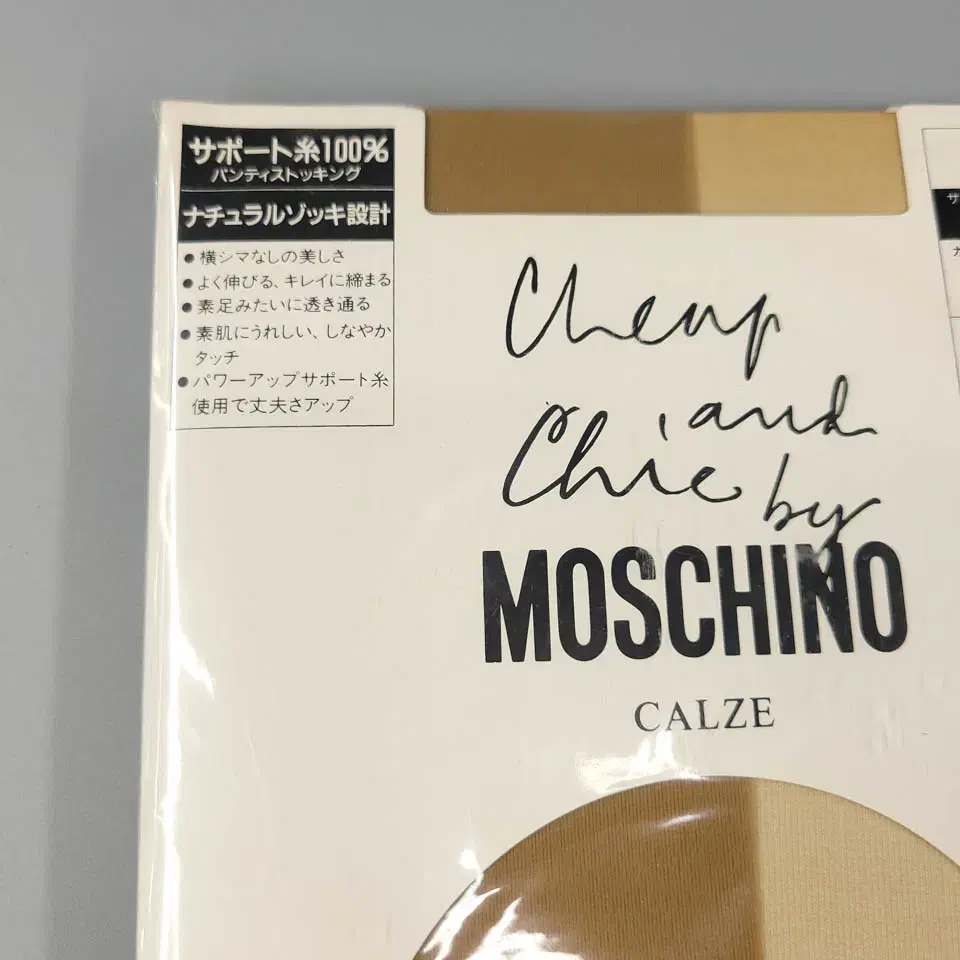 サポート糸100%
パンティストッキング
ナチュラルゾッキ設計
● 横シマなしの美しさ
● よく伸びる、キレイに締まる
● 素足みたいに透き通る
● 素肌にうれしい、しなやか
タッチ
● パワーアップサポート糸
使用で丈夫さアップ
Cheap
and
Chic by
MOSCHINO
CALZE
サ